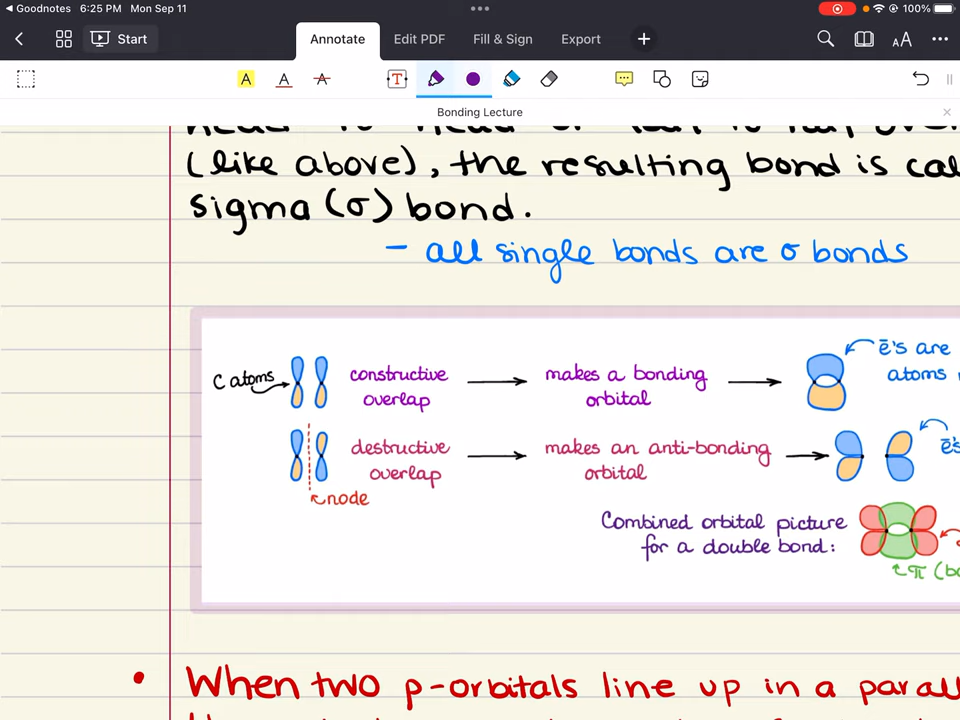 Goodnotes 6:25 PM Mon Sep 11 100%
Start Annotate Edit PDF Fill & Sign Export
Bonding Lecture
(like above), the resulting bond is cal
sigma (σ) bond.
- all single bonds are σ bonds
C atoms constructive overlap makes a bonding orbital ē's are atoms
destructive overlap makes an anti-bonding orbital ē's
node
Combined orbital picture for a double bond:
π (bo
• When two p-orbitals line up in a paral